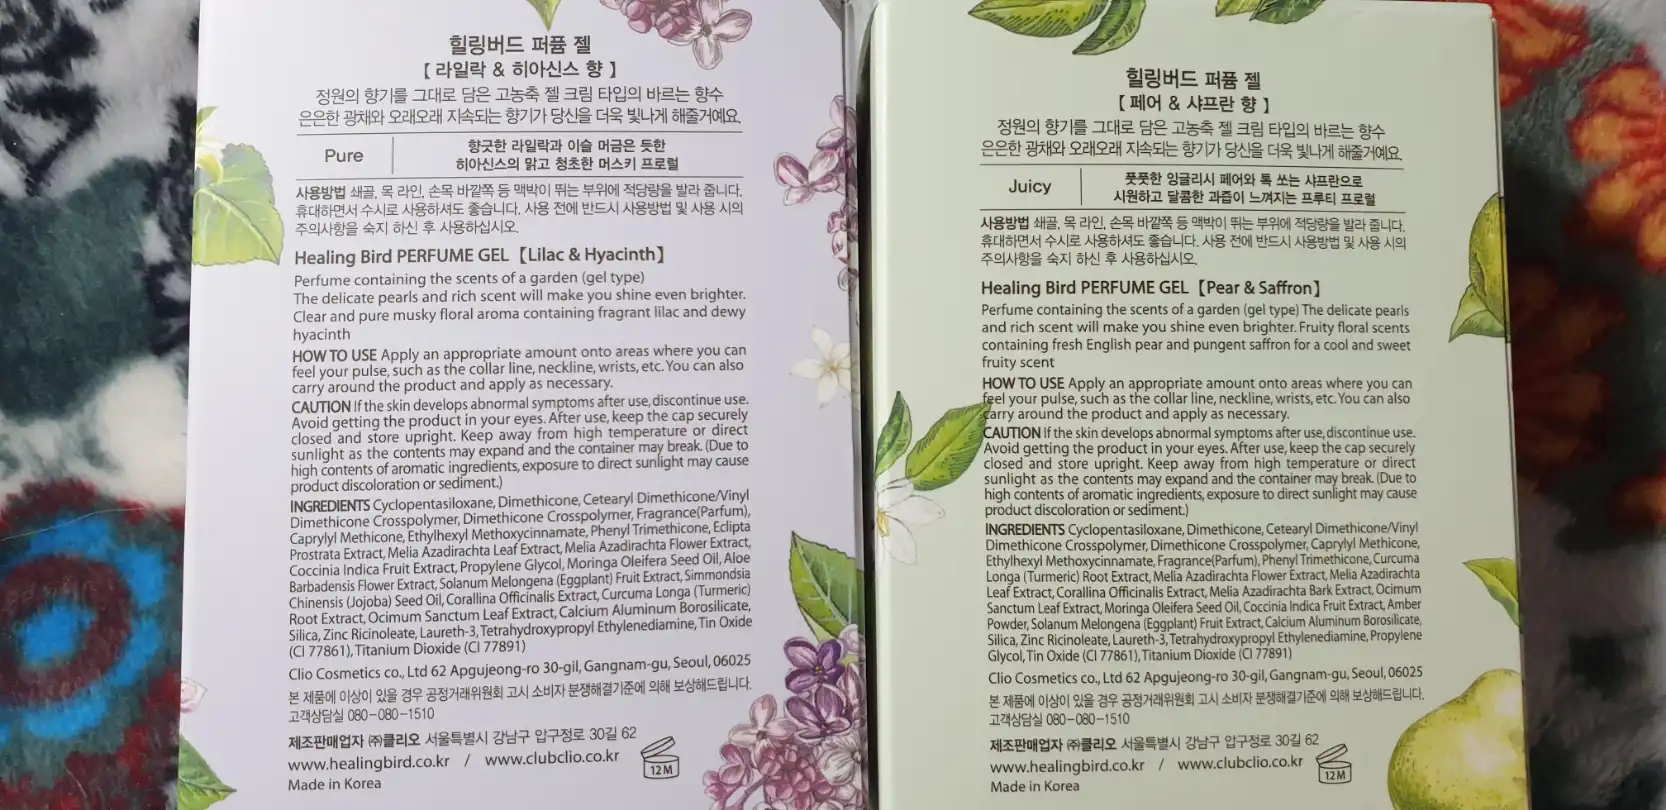 힐링버드 퍼퓸 젤
【 라일락 & 히아신스 향 】
정원의 향기를 그대로 담은 고농축 젤 크림 타입의 바르는 향수
은은한 광채와 오래오래 지속되는 향기가 당신을 더욱 빛나게 해줄거예요.
Pure
향긋한 라일락과 이슬 머금은 듯한
히아신스의 맑고 청초한 머스키 프로럴
사용방법 쇄골, 목 라인, 손목 바깥쪽 등 맥박이 뛰는 부위에 적당량을 발라 줍니다.
휴대하면서 수시로 사용하셔도 좋습니다. 사용 전에 반드시 사용방법 및 사용 시의
주의사항을 숙지 하신 후 사용하십시오.
Healing Bird PERFUME GEL【Lilac & Hyacinth】
Perfume containing the scents of a garden (gel type)
The delicate pearls and rich scent will make you shine even brighter.
Clear and pure musky floral aroma containing fragrant lilac and dewy
hyacinth
HOW TO USE Apply an appropriate amount onto areas where you can
feel your pulse, such as the collar line, neckline, wrists, etc. You can also
carry around the product and apply as necessary.
CAUTION If the skin develops abnormal symptoms after use, discontinue use.
Avoid getting the product in your eyes. After use, keep the cap securely
closed and store upright. Keep away from high temperature or direct
sunlight as the contents may expand and the container may break. (Due to
high contents of aromatic ingredients, exposure to direct sunlight may cause
product discoloration or sediment.)
INGREDIENTS Cyclopentasiloxane, Dimethicone, Cetearyl Dimethicone/Vinyl
Dimethicone Crosspolymer, Dimethicone Crosspolymer, Fragrance(Parfum),
Caprylyl Methicone, Ethylhexyl Methoxycinnamate, Phenyl Trimethicone, Eclipta
Prostrata Extract, Melia Azadirachta Leaf Extract, Melia Azadirachta Flower Extract,
Coccinia Indica Fruit Extract, Propylene Glycol, Moringa Oleifera Seed Oil, Aloe
Barbadensis Flower Extract, Solanum Melongena (Eggplant) Fruit Extract, Simmondsia
Chinensis (Jojoba) Seed Oil, Corallina Officinalis Extract, Curcuma Longa (Turmeric)
Root Extract, Ocimum Sanctum Leaf Extract, Calcium Aluminum Borosilicate,
Silica, Zinc Ricinoleate, Laureth-3, Tetrahydroxypropyl Ethylenediamine, Tin Oxide
(CI 77861), Titanium Dioxide (CI 77891)
Clio Cosmetics co., Ltd 62 Apgujeong-ro 30-gil, Gangnam-gu, Seoul, 06025
본 제품에 이상이 있을 경우 공정거래위원회 고시 소비자 분쟁해결기준에 의해 보상해드립니다.
고객상담실 080-080-1510
제조판매업자 ㈜클리오 서울특별시 강남구 압구정로 30길 62
www.healingbird.co.kr / www.clubclio.co.kr
12M
Made in Korea
힐링버드 퍼퓸 젤
【 페어 & 샤프란 향 】
정원의 향기를 그대로 담은 고농축 젤 크림 타입의 바르는 향수
은은한 광채와 오래오래 지속되는 향기가 당신을 더욱 빛나게 해줄거예요.
Juicy
풋풋한 잉글리시 페어와 톡 쏘는 샤프란으로
시원하고 달콤한 과즙이 느껴지는 프루티 프로럴
사용방법 쇄골, 목 라인, 손목 바깥쪽 등 맥박이 뛰는 부위에 적당량을 발라 줍니다.
휴대하면서 수시로 사용하셔도 좋습니다. 사용 전에 반드시 사용방법 및 사용 시의
주의사항을 숙지 하신 후 사용하십시오.
Healing Bird PERFUME GEL【Pear & Saffron】
Perfume containing the scents of a garden (gel type) The delicate pearls
and rich scent will make you shine even brighter. Fruity floral scents
containing fresh English pear and pungent saffron for a cool and sweet
fruity scent
HOW TO USE Apply an appropriate amount onto areas where you can
feel your pulse, such as the collar line, neckline, wrists, etc. You can also
carry around the product and apply as necessary.
CAUTION If the skin develops abnormal symptoms after use, discontinue use.
Avoid getting the product in your eyes. After use, keep the cap securely
closed and store upright. Keep away from high temperature or direct
sunlight as the contents may expand and the container may break. (Due to
high contents of aromatic ingredients, exposure to direct sunlight may cause
product discoloration or sediment.)
INGREDIENTS Cyclopentasiloxane, Dimethicone, Cetearyl Dimethicone/Vinyl
Dimethicone Crosspolymer, Dimethicone Crosspolymer, Caprylyl Methicone,
Ethylhexyl Methoxycinnamate, Fragrance(Parfum), Phenyl Trimethicone, Curcuma
Longa (Turmeric) Root Extract, Melia Azadirachta Flower Extract, Melia Azadirachta
Leaf Extract, Corallina Officinalis Extract, Melia Azadirachta Bark Extract, Ocimum
Sanctum Leaf Extract, Moringa Oleifera Seed Oil, Coccinia Indica Fruit Extract, Amber
Powder, Solanum Melongena (Eggplant) Fruit Extract, Calcium Aluminum Borosilicate,
Silica, Zinc Ricinoleate, Laureth-3, Tetrahydroxypropyl Ethylenediamine, Propylene
Glycol, Tin Oxide (CI 77861), Titanium Dioxide (CI 77891)
Clio Cosmetics co., Ltd 62 Apgujeong-ro 30-gil, Gangnam-gu, Seoul, 06025
본 제품에 이상이 있을 경우 공정거래위원회 고시 소비자 분쟁해결기준에 의해 보상해드립니다.
고객상담실 080-080-1510
제조판매업자 ㈜클리오 서울특별시 강남구 압구정로 30길 62
www.healingbird.co.kr / www.clubclio.co.kr
12M
Made in Korea